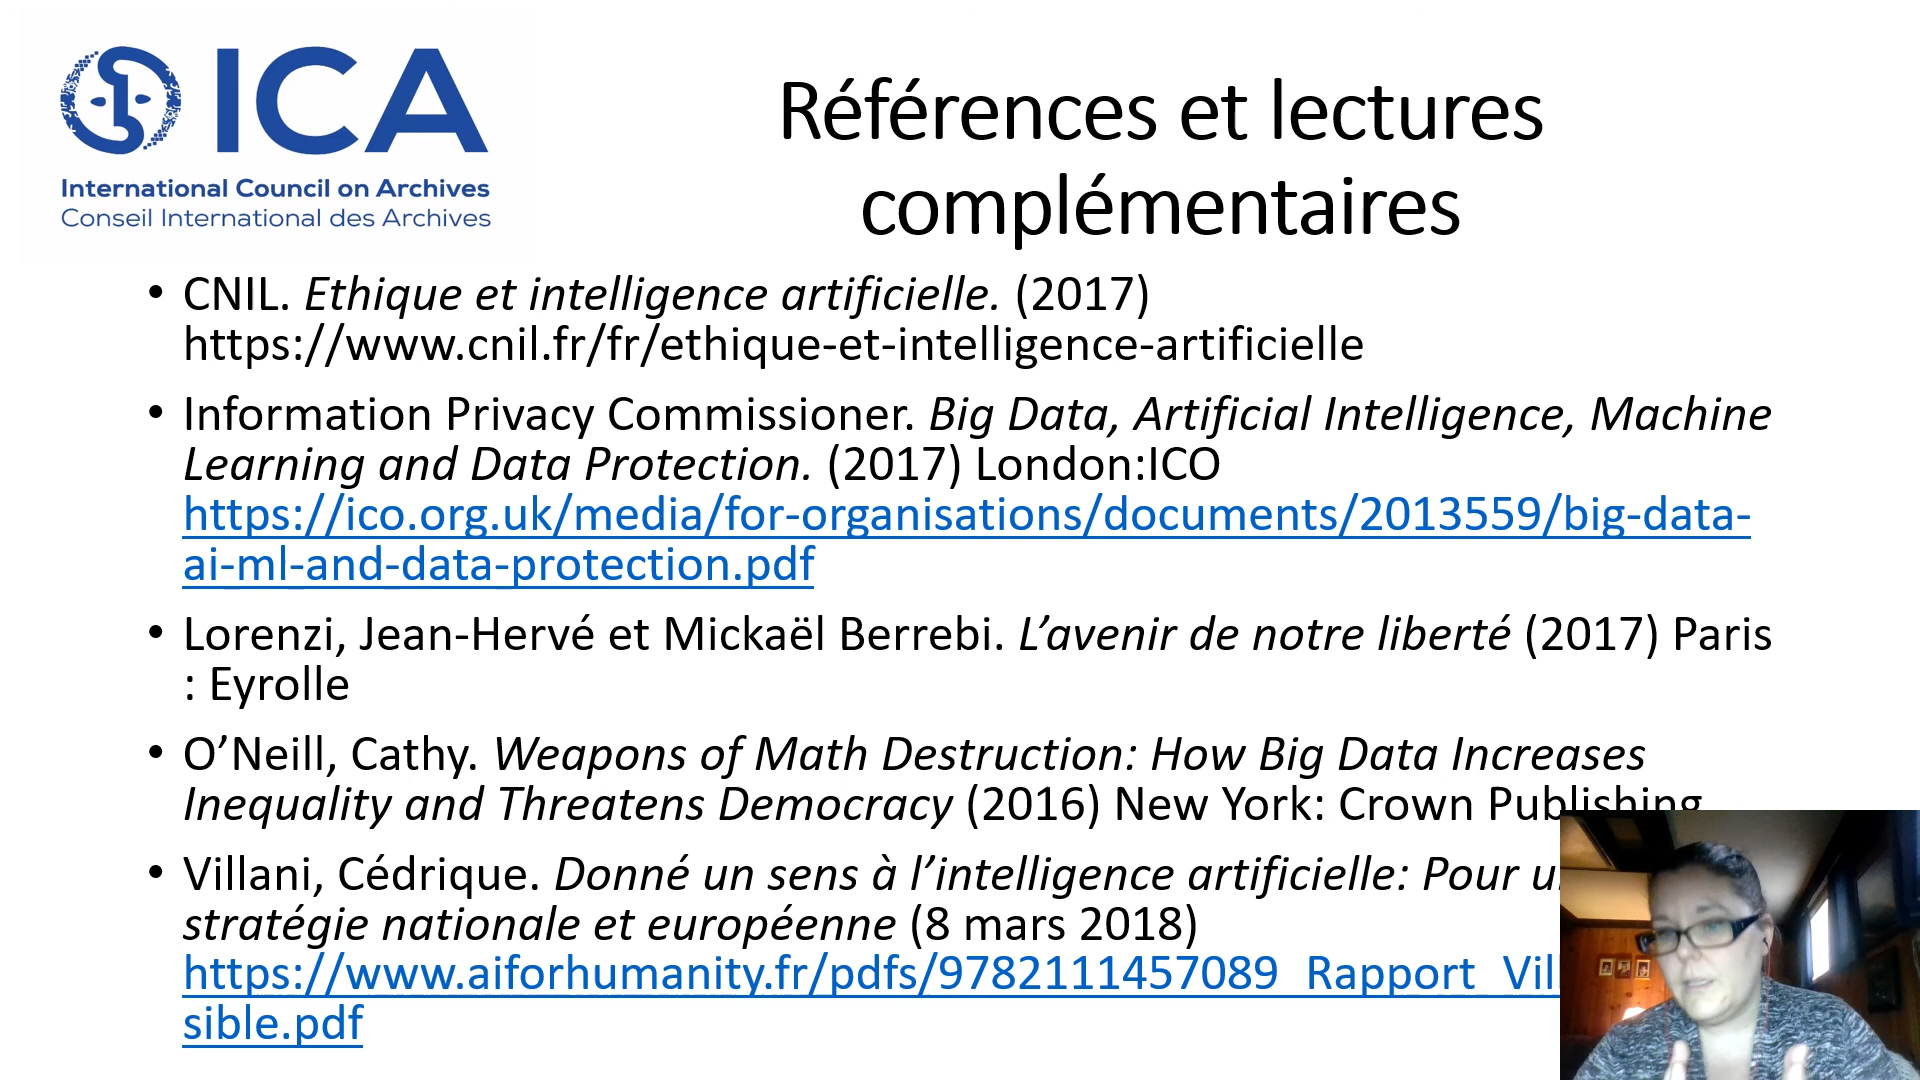 ICA
International Council on Archives
Conseil International des Archives
Références et lectures
complémentaires
• CNIL. Ethique et intelligence artificielle. (2017)
https://www.cnil.fr/fr/ethique-et-intelligence-artificielle
• Information Privacy Commissioner. Big Data, Artificial Intelligence, Machine
Learning and Data Protection. (2017) London:ICO
https://ico.org.uk/media/for-organisations/documents/2013559/big-data-
ai-ml-and-data-protection.pdf
• Lorenzi, Jean-Hervé et Mickaël Berrebi. L’avenir de notre liberté (2017) Paris
: Eyrolle
• O’Neill, Cathy. Weapons of Math Destruction: How Big Data Increases
Inequality and Threatens Democracy (2016) New York: Crown Publishing
• Villani, Cédrique. Donné un sens à l’intelligence artificielle: Pour
stratégie nationale et européenne (8 mars 2018)
https://www.aiforhumanity.fr/pdfs/9782111457089_Rapport_Vil
sible.pdf